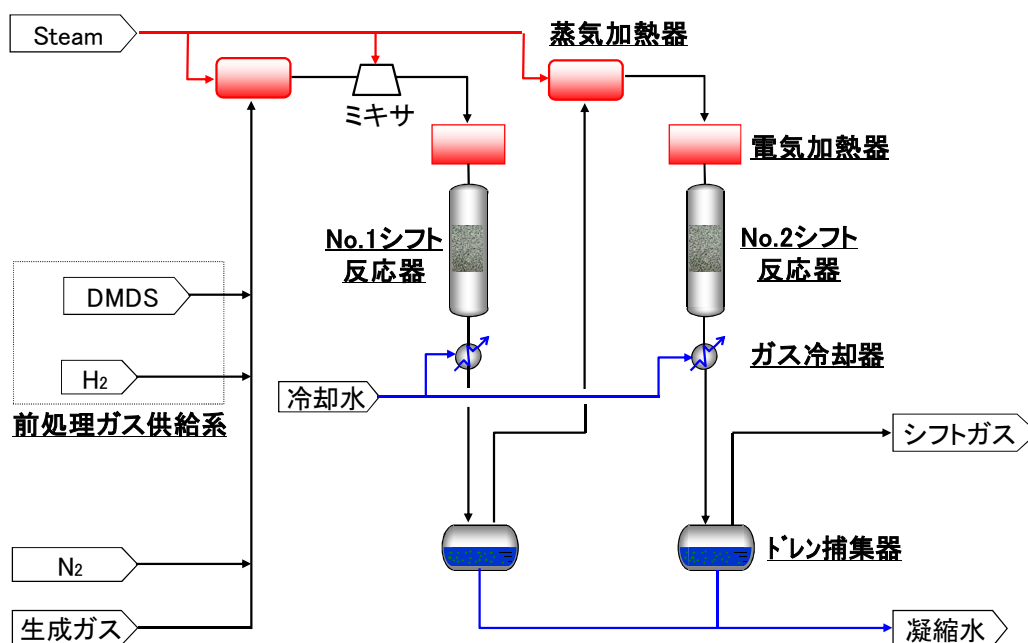 Steam
蒸気加熱器
ミキサ
電気加熱器
No.1シフト
反応器
No.2シフト
反応器
DMDS
H2
前処理ガス供給系
冷却水
ガス冷却器
シフトガス
ドレン捕集器
N2
生成ガス
凝縮水